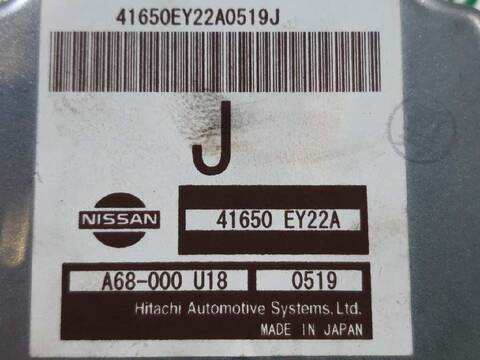 41650EY22A0519J
J
NISSAN
41650 EY22A
A68-000 U18 0519
Hitachi Automotive Systems,Ltd.
MADE IN JAPAN